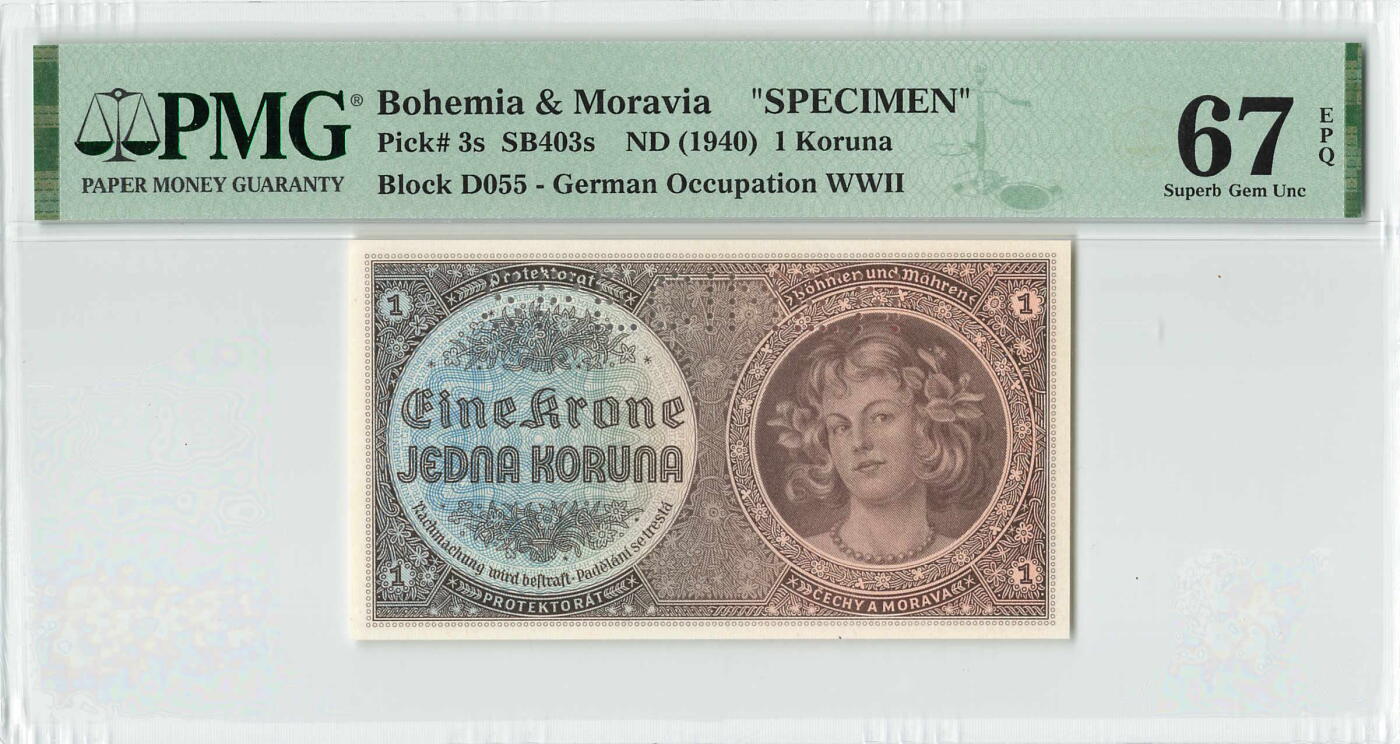 PMG®
PAPER MONEY GUARANTY
Bohemia & Moravia "SPECIMEN"
Pick# 3s SB403s ND (1940) 1 Koruna
Block D055 - German Occupation WWII
67
EPQ
Superb Gem Unc
Protektorat
Böhmen und Mähren
1
1
Eine Krone
JEDNA KORUNA
Nachmachung wird bestraft·Padělání se trestá
1
1
PROTEKTORÁT
ČECHY A MORAVA